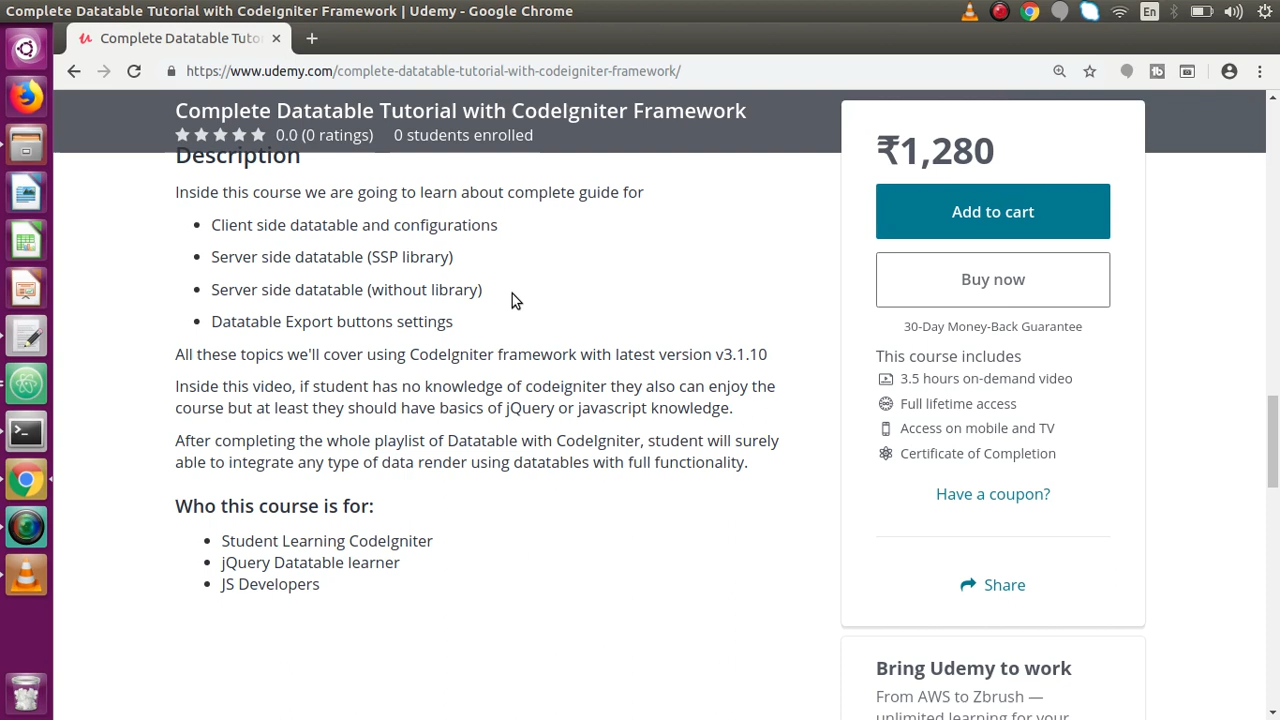 Complete Datatable Tutorial with CodeIgniter Framework | Udemy - Google Chrome
En
Complete Datatable Tuto
https://www.udemy.com/complete-datatable-tutorial-with-codeigniter-framework/
Complete Datatable Tutorial with CodeIgniter Framework
0.0 (0 ratings) 0 students enrolled
Description
Inside this course we are going to learn about complete guide for
• Client side datatable and configurations
• Server side datatable (SSP library)
• Server side datatable (without library)
• Datatable Export buttons settings
All these topics we'll cover using CodeIgniter framework with latest version v3.1.10
Inside this video, if student has no knowledge of codeigniter they also can enjoy the
course but at least they should have basics of jQuery or javascript knowledge.
After completing the whole playlist of Datatable with CodeIgniter, student will surely
able to integrate any type of data render using datatables with full functionality.
Who this course is for:
• Student Learning CodeIgniter
• jQuery Datatable learner
• JS Developers
₹1,280
Add to cart
Buy now
30-Day Money-Back Guarantee
This course includes
3.5 hours on-demand video
Full lifetime access
Access on mobile and TV
Certificate of Completion
Have a coupon?
Share
Bring Udemy to work
From AWS to Zbrush —
unlimited learning for your